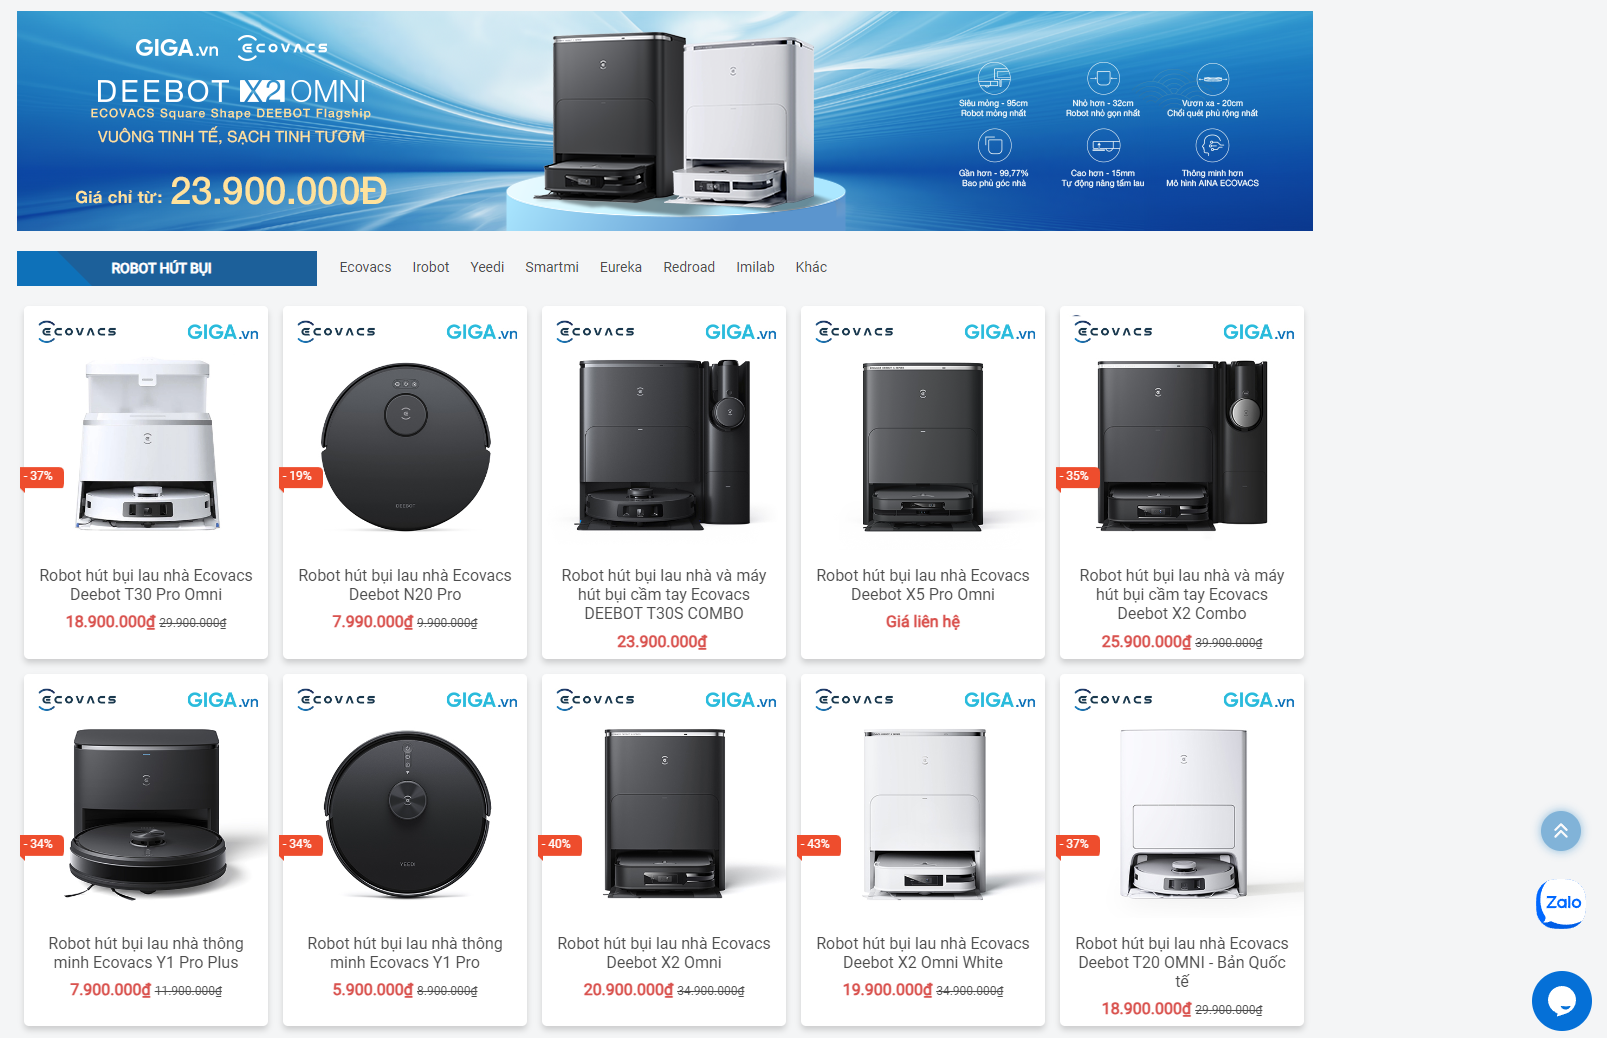 GIGA.vn ECOVACS
DEEBOT X2 OMNI
ECOVACS Square Shape DEEBOT Flagship
VUÔNG TINH TẾ, SẠCH TINH TƯƠM
Giá chỉ từ: 23.900.000Đ
Siêu mỏng - 95cm
Robot mỏng nhất
Nhỏ hơn - 32cm
Robot nhỏ gọn nhất
Vươn xa - 20cm
Chổi quét phủ rộng nhất
Gần hơn - 99,77%
Bao phủ góc nhà
Cao hơn - 15mm
Tự động nâng tấm lau
Thông minh hơn
Mô hình AINA ECOVACS
ROBOT HÚT BỤI
Ecovacs Irobot Yeedi Smartmi Eureka Redroad Imilab Khác
ECOVACS GIGA.vn
- 37%
Robot hút bụi lau nhà Ecovacs
Deebot T30 Pro Omni
18.900.000₫ 29.900.000₫
ECOVACS GIGA.vn
DEEBOT
- 19%
Robot hút bụi lau nhà Ecovacs
Deebot N20 Pro
7.990.000₫ 9.900.000₫
ECOVACS GIGA.vn
Robot hút bụi lau nhà và máy
hút bụi cầm tay Ecovacs
DEEBOT T30S COMBO
23.900.000₫
ECOVACS GIGA.vn
Robot hút bụi lau nhà Ecovacs
Deebot X5 Pro Omni
Giá liên hệ
ECOVACS GIGA.vn
- 35%
Robot hút bụi lau nhà và máy
hút bụi cầm tay Ecovacs
Deebot X2 Combo
25.900.000₫ 39.900.000₫
ECOVACS GIGA.vn
- 34%
Robot hút bụi lau nhà thông
minh Ecovacs Y1 Pro Plus
7.900.000₫ 11.900.000₫
ECOVACS GIGA.vn
- 34%
Robot hút bụi lau nhà thông
minh Ecovacs Y1 Pro
5.900.000₫ 8.900.000₫
ECOVACS GIGA.vn
- 40%
Robot hút bụi lau nhà Ecovacs
Deebot X2 Omni
20.900.000₫ 34.900.000₫
ECOVACS GIGA.vn
- 43%
Robot hút bụi lau nhà Ecovacs
Deebot X2 Omni White
19.900.000₫ 34.900.000₫
ECOVACS GIGA.vn
- 37%
Robot hút bụi lau nhà Ecovacs
Deebot T20 OMNI - Bản Quốc
tế
18.900.000₫ 29.900.000₫
Zalo